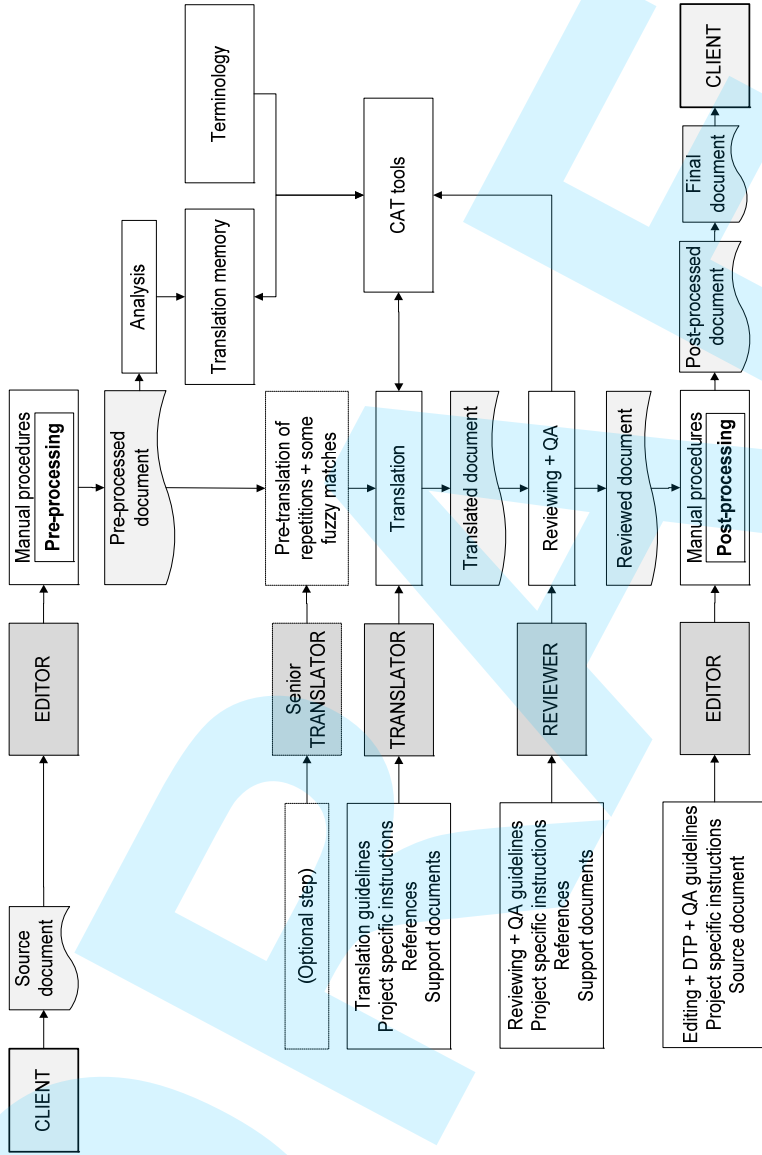 CLIENT
Source
document
EDITOR
Manual procedures
Pre-processing
Pre-processed
document
Analysis
Translation memory
Terminology
(Optional step)
Senior
TRANSLATOR
Pre-translation of
repetitions + some
fuzzy matches
Translation guidelines
Project specific instructions
References
Support documents
TRANSLATOR
Translation
CAT tools
Translated document
Reviewing + QA guidelines
Project specific instructions
References
Support documents
REVIEWER
Reviewing + QA
Reviewed document
Editing + DTP + QA guidelines
Project specific instructions
Source document
EDITOR
Manual procedures
Post-processing
Post-processed
document
Final
document
CLIENT
DRAFT